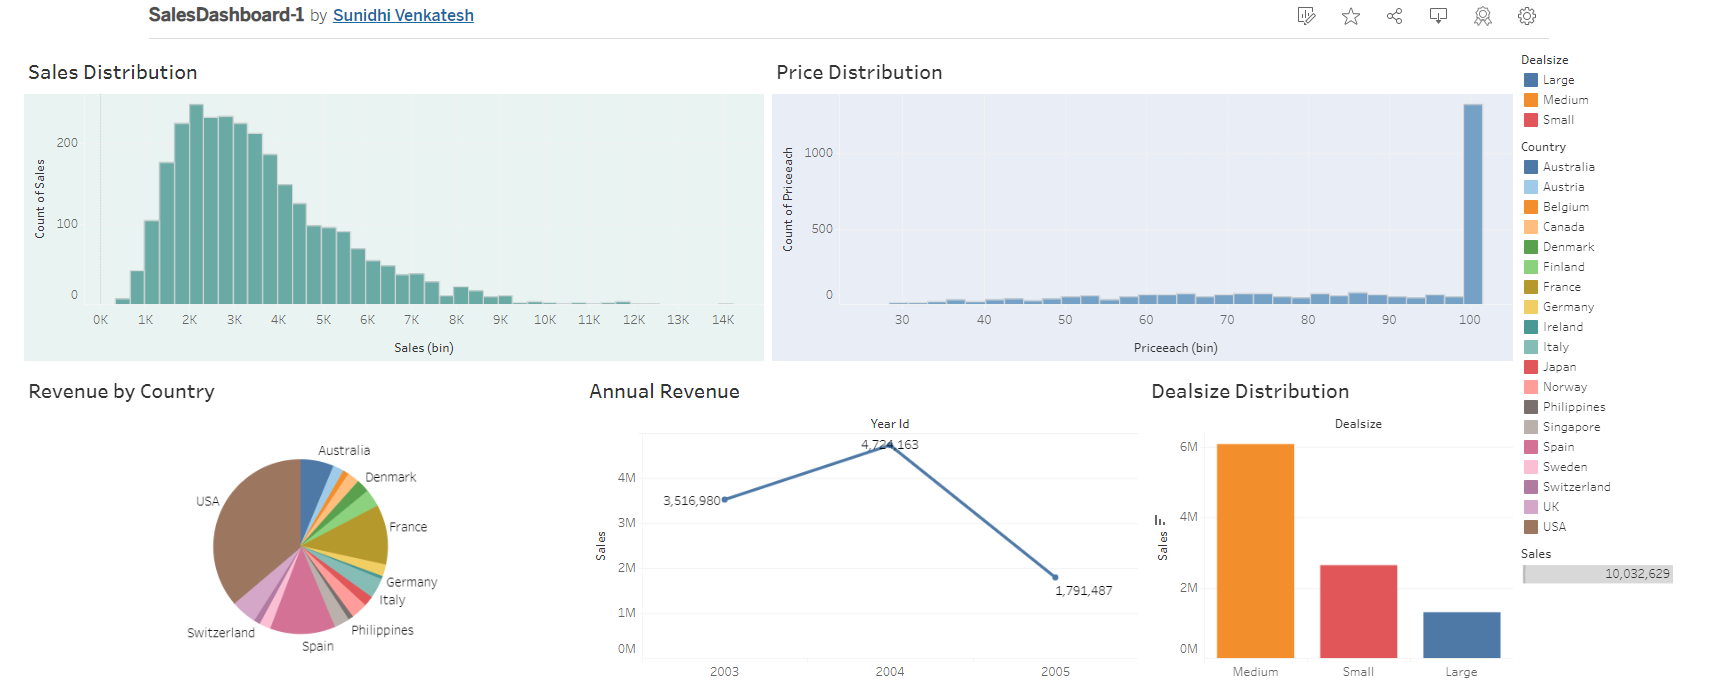 SalesDashboard-1 by Sunidhi Venkatesh
Sales Distribution
Count of Sales
200
100
0
0K 1K 2K 3K 4K 5K 6K 7K 8K 9K 10K 11K 12K 13K 14K
Sales (bin)
Price Distribution
Count of Priceeach
1000
500
0
30 40 50 60 70 80 90 100
Priceeach (bin)
Dealsize
Large
Medium
Small
Country
Australia
Austria
Belgium
Canada
Denmark
Finland
France
Germany
Ireland
Italy
Japan
Norway
Philippines
Singapore
Spain
Sweden
Switzerland
UK
USA
Sales
10,032,629
Revenue by Country
Australia
Denmark
USA
France
Germany
Italy
Philippines
Switzerland
Spain
Annual Revenue
Year Id
4,724,163
3,516,980
1,791,487
Sales
4M
3M
2M
1M
0M
2003 2004 2005
Dealsize Distribution
Dealsize
Sales
6M
4M
2M
0M
Medium Small Large